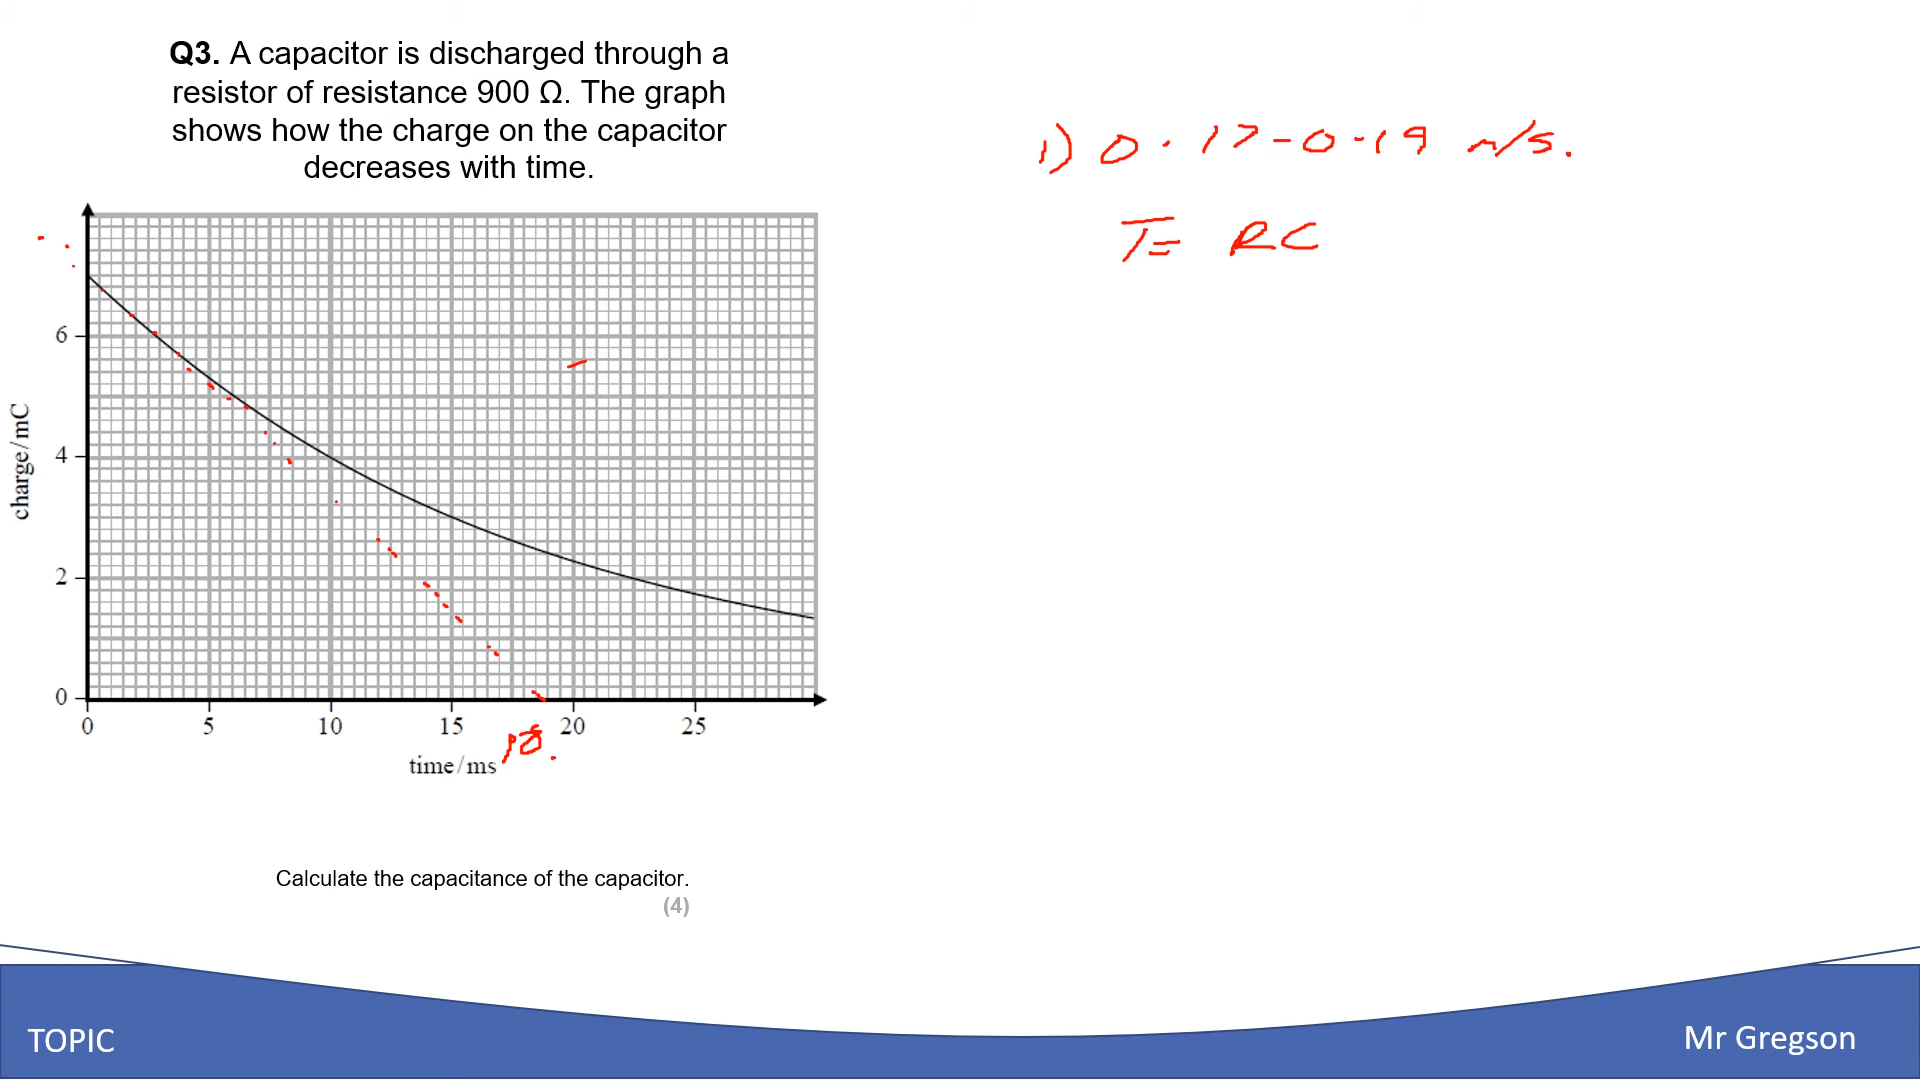 Q3. A capacitor is discharged through a
resistor of resistance 900 Ω. The graph
shows how the charge on the capacitor
decreases with time.
1) 0.17-0.19 m/s.
T= RC
6
4
2
0
charge/mC
0 5 10 15 20 25
time/ms
18.
Calculate the capacitance of the capacitor.
(4)
TOPIC
Mr Gregson